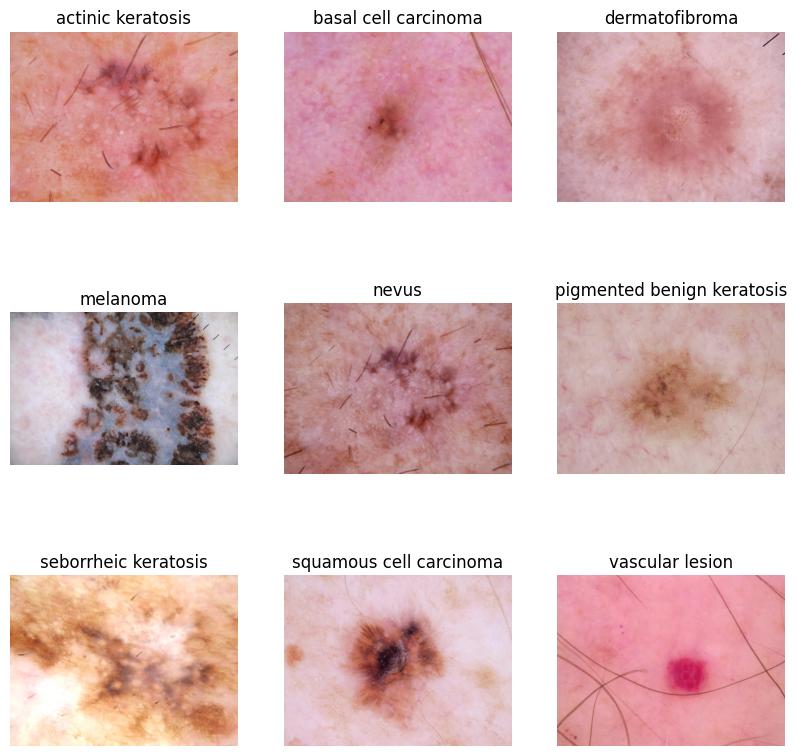 actinic keratosis
basal cell carcinoma
dermatofibroma
melanoma
nevus
pigmented benign keratosis
seborrheic keratosis
squamous cell carcinoma
vascular lesion